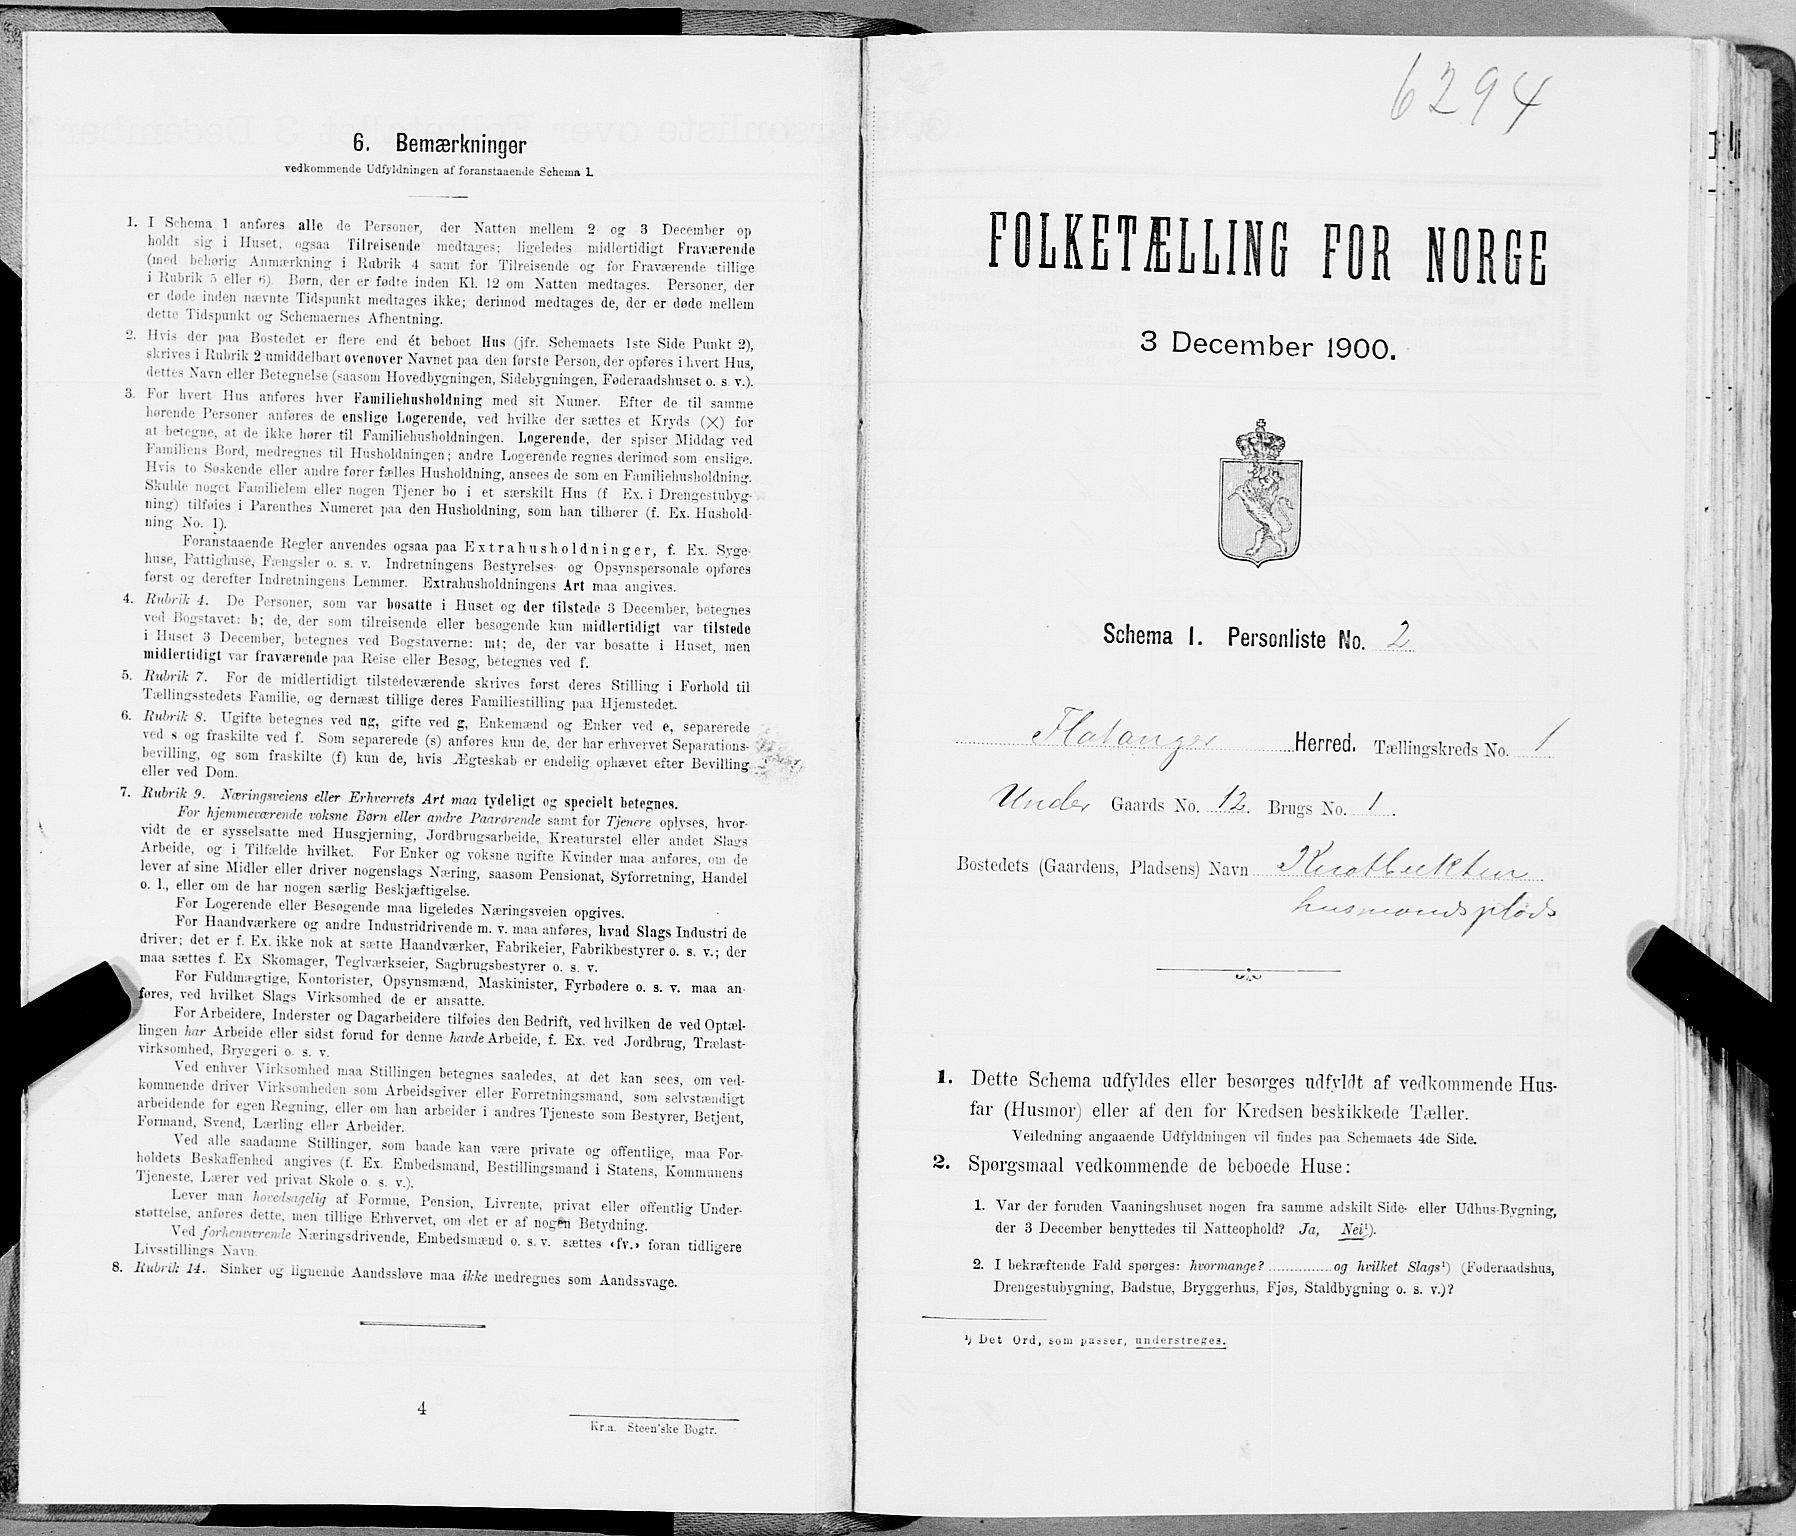 6. Bemærkninger
vedkommende Udfyldningen af foranstaaende Schema 1.
1. I Schema 1 anføres alle de Personer, der Natten mellem 2 og 3 December op
holdt sig i Huset, ogsaa Tilreisende medtages; ligeledes midlertidigt Fraværende
(med behørig Anmærkning i Rubrik 4 samt for Tilreisende og for Fraværende tillige
i Rubrik 5 eller 6). Børn, der er fødte inden Kl. 12 om Natten medtages. Personer, der
er døde inden nævnte Tidspunkt medtages ikke; derimod medtages de, der er døde mellem
dette Tidspunkt og Schemaernes Afhentning.
2. Hvis der paa Bostedet er flere end ét beboet Hus (jfr. Schemaets 1ste Side Punkt 2),
skrives i Rubrik 2 umiddelbart ovenover Navnet paa den første Person, der opføres i hvert Hus,
dettes Navn eller Betegnelse (saasom Hovedbygningen, Sidebygningen, Føderaadshuset o. s. v.).
3. For hvert Hus anføres hver Familiehusholdning med sit Numer. Efter de til samme
hørende Personer anføres de enslige Logerende, ved hvilke der sættes et Kryds (×) for
at betegne, at de ikke hører til Familiehusholdningen. Logerende, der spiser Middag ved
Familiens Bord, medregnes til Husholdningen; andre Logerende regnes derimod som enslige.
Hvis to Søskende eller andre fører fælles Husholdning, ansees de som en Familiehusholdning.
Skulde noget Familielem eller nogen Tjener bo i et særskilt Hus (f Ex. i Drengestubyg-
ning) tilføies i Parenthes Numeret paa den Husholdning, som han tilhører (f. Ex. Hushold-
ning No. 1).
Foranstaaende Regler anvendes ogsaa paa Extrahusholdninger, f. Ex. Syge-
huse, Fattighuse, Fængsler o. s. v. Indretningens Bestyrelses- og Opsynspersonale opføres
først og derefter Indretningens Lemmer. Extrahusholdningens Art maa angives.
4. Rubrik 4. De Personer, som var bosatte i Huset og der tilstede 3 December, betegnes
ved Bogstavet: b; de, der som tilreisende eller besøgende kun midlertidigt var tilstede
i Huset 3 December, betegnes ved Bogstaverne: mt; de, der var bosatte i Huset, men
midlertidigt var fraværende paa Reise eller Besøg, betegnes ved f.
5. Rubrik 7. For de midlertidigt tilstedeværende skrives først deres Stilling i Forhold til
Tællingsstedets Familie, og dernæst tillige deres Familiestilling paa Hjemstedet.
6. Rubrik 8. Ugifte betegnes ved ug, gifte ved g, Enkemænd og Enker ved e, separerede
ved s og fraskilte ved f. Som separerede (s) anføres kun de, der har erhvervet Separations-
bevilling, og som fraskilte (f) kun de, hvis Ægteskab er endelig ophævet efter Bevilling
eller ved Dom.
7. Rubrik 9. Næringsveiens eller Erhvervets Art maa tydeligt og specielt betegnes.
For hjemmeværende voksne Børn eller andre Paarørende samt for Tjenere oplyses, hvor-
vidt de er sysselsatte med Husgjerning, Jordbrugsarbeide, Kreaturstel eller andet Slags
Arbeide, og i Tilfælde hvilket. For Enker og voksne ugifte Kvinder maa anføres, om de
lever af sine Midler eller driver nogenslags Næring, saasom Pensionat, Syforretning, Handel
o. l., eller om de har nogen særlig Beskjæftigelse.
For Logerende eller Besøgende maa ligeledes Næringsveien opgives.
For Haandværkere og andre Industridrivende m. v. maa anføres, hvad Slags Industri de
driver; det er f. Ex. ikke nok at sætte Haandværker, Fabrikeier, Fabrikbestyrer o. s. v.; der
maa sættes f. Ex Skomager, Teglværkseier, Sagbrugsbestyrer o. s. v.
For Fuldmægtige, Kontorister, Opsynsmænd, Maskinister, Fyrbødere o. s. v. maa an-
føres, ved hvilket Slags Virksomhed de er ansatte.
For Arbeidere, Inderster og Dagarbeidere tilføies den Bedrift, ved hvilken de ved Optæl-
lingen har Arbeide eller sidst forud for denne havde Arbeide, f. Ex. ved Jordbrug, Trælast-
virksomhed, Bryggeri o. s. v.
Ved enhver Virksomhed maa Stillingen betegnes saaledes, at det kan sees, om ved-
kommende driver Virksomheden som Arbeidsgiver eller Forretningsmand, som selvstændigt
arbeidende for egen Regning, eller om han arbeider i andres Tjeneste som Bestyrer, Betjent,
Formand, Svend, Lærling eller Arbeider.
Ved alle saadanne Stillinger, som baade kan være private og offentlige, maa For-
holdets Beskaffenhed angives (f. Ex. Embedsmand, Bestillingsmand i Statens, Kommunens
Tjeneste, Lærer ved privat Skole o. s. v.).
Lever man hovedsagelig af Formue, Pension, Livrente, privat eller offentlig Under-
støttelse, anføres dette, men tillige Erhvervet, om det er af nogen Betydning.
Ved forhenværende Næringsdrivende, Embedsmænd o. s. v. sættes «fv.» foran tidligere
Livsstillings Navn.
8. Rubrik 14. Sinker og lignende Aandssløve maa ikke medregnes som Aandssvage.
4
Kr.a. Steen'ske Bogtr.
6294
FOLKETÆLLING FOR NORGE
3 December 1900.
Schema 1. Personliste No. 2
Flatanger Herred. Tællingskreds No. 1
Under Gaards No. 12. Brugs No. 1.
Bostedets (Gaardens, Pladsens) Navn
husmandsplads
1. Dette Schema udfyldes eller besørges udfyldt af vedkommende Hus-
far (Husmor) eller af den for Kredsen beskikkede Tæller.
Veiledning angaaende Udfyldningen vil findes paa Schemaets 4de Side.
2. Spørgsmaal vedkommende de beboede Huse:
1. Var der foruden Vaaningshuset nogen fra samme adskilt Side- eller Udhus-Bygning,
der 3 December benyttedes til Natteophold? Ja, Nei¹).
2. I bekræftende Fald spørges: hvormange? og hvilket Slags¹) (Føderaadshus,
Drengestubygning, Badstue, Bryggerhus, Fjøs, Staldbygning o. s. v.)?
¹) Det Ord, som passer, understreges.